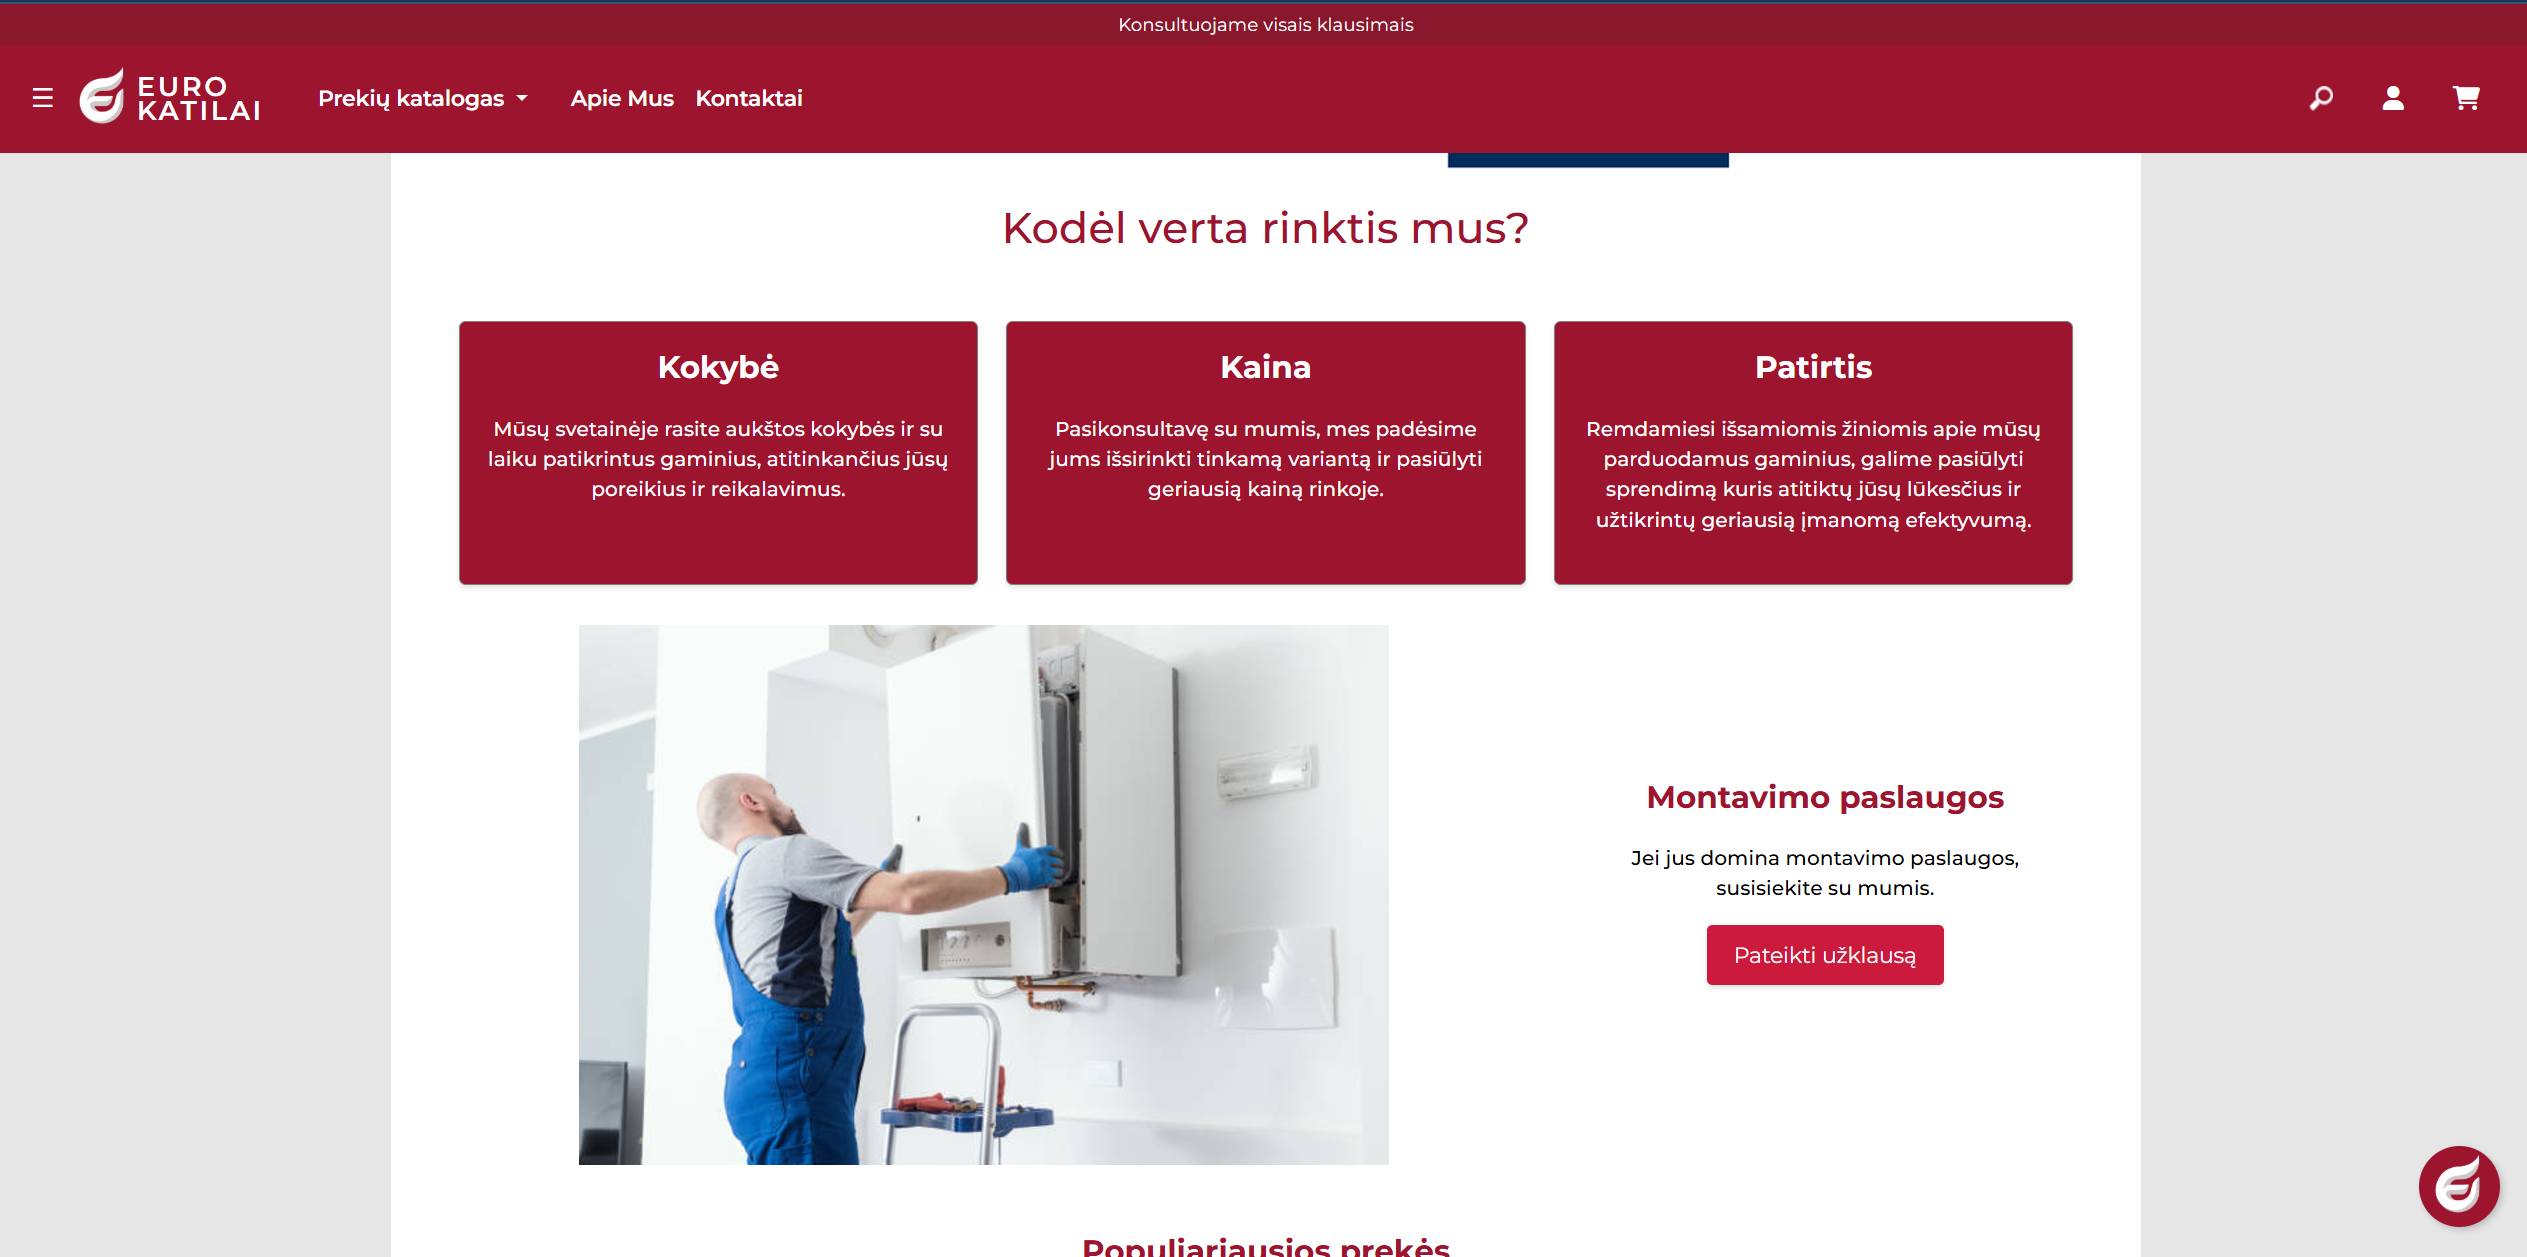 Konsultuojame visais klausimais
EURO
KATILAI
Prekių katalogas
Apie Mus
Kontaktai
Kodėl verta rinktis mus?
Kokybė
Mūsų svetainėje rasite aukštos kokybės ir su
laiku patikrintus gaminius, atitinkančius jūsų
poreikius ir reikalavimus.
Kaina
Pasikonsultavę su mumis, mes padėsime
jums išsirinkti tinkamą variantą ir pasiūlyti
geriausią kainą rinkoje.
Patirtis
Remdamiesi išsamiomis žiniomis apie mūsų
parduodamus gaminius, galime pasiūlyti
sprendimą kuris atitiktų jūsų lūkesčius ir
užtikrintų geriausią įmanomą efektyvumą.
Montavimo paslaugos
Jei jus domina montavimo paslaugos,
susisiekite su mumis.
Pateikti užklausą
Populiariausios prekės